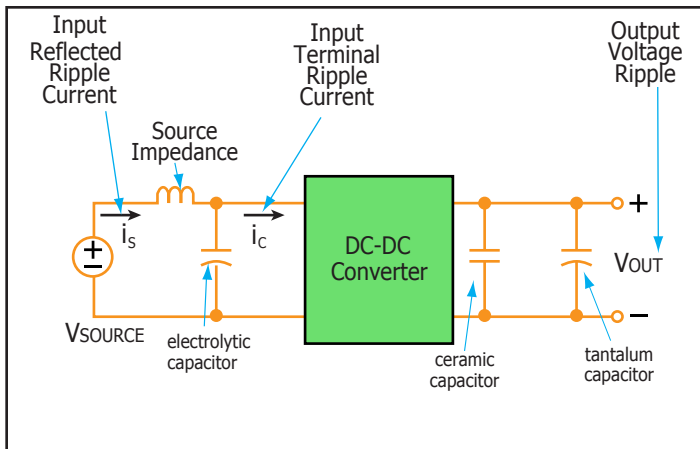 Input
Reflected
Ripple
Current
Input
Terminal
Ripple
Current
Output
Voltage
Ripple
Source
Impedance
iS
iC
+
−
DC-DC
Converter
+
VOUT
−
VSOURCE
electrolytic
capacitor
ceramic
capacitor
tantalum
capacitor